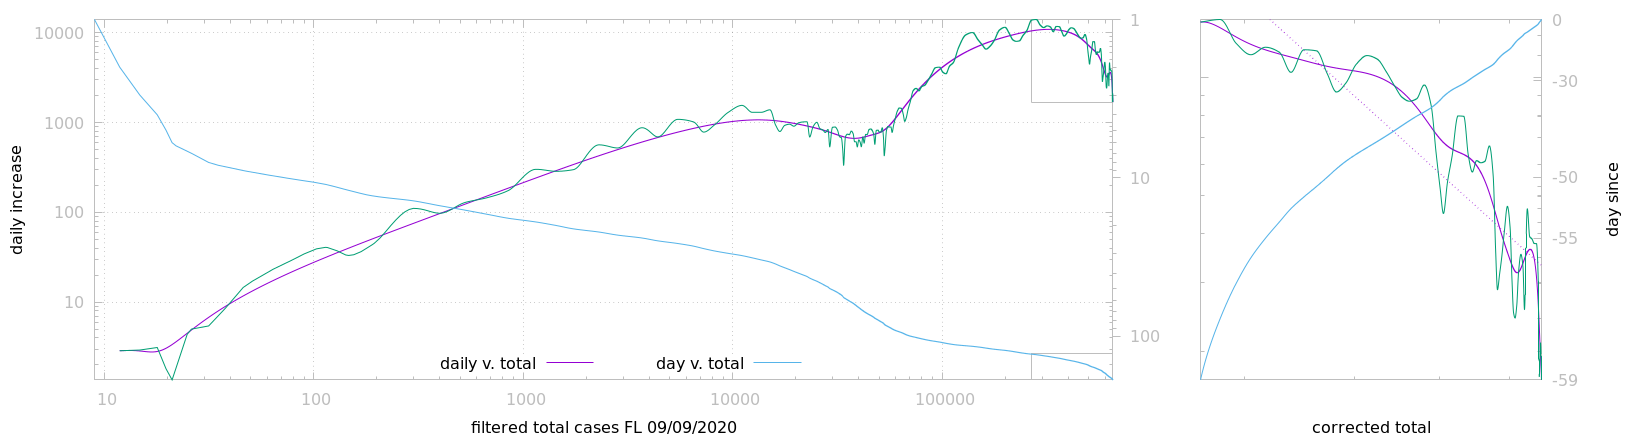 10000
1000
100
10
daily increase
10
100
1000
10000
100000
filtered total cases FL 09/09/2020
daily v. total
day v. total
1
10
100
0
-30
-50
-55
-59
day since
corrected total